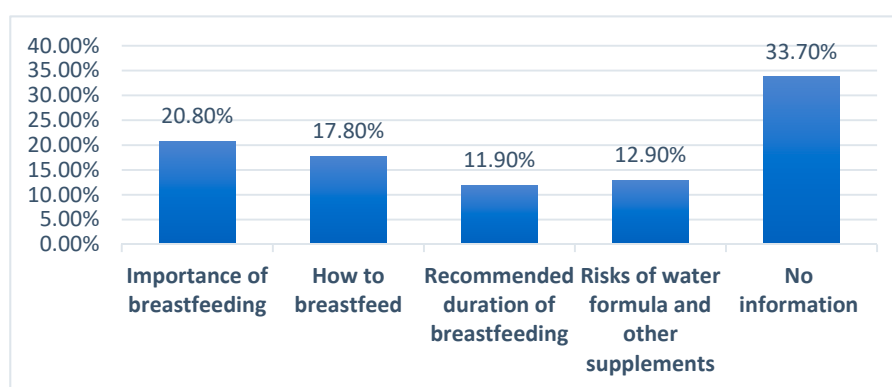 40.00%
35.00%
30.00%
25.00%
20.00%
15.00%
10.00%
5.00%
0.00%
20.80%
17.80%
11.90%
12.90%
33.70%
Importance of
breastfeeding
How to
breastfeed
Recommended
duration of
breastfeeding
Risks of water
formula and
other
supplements
No
information